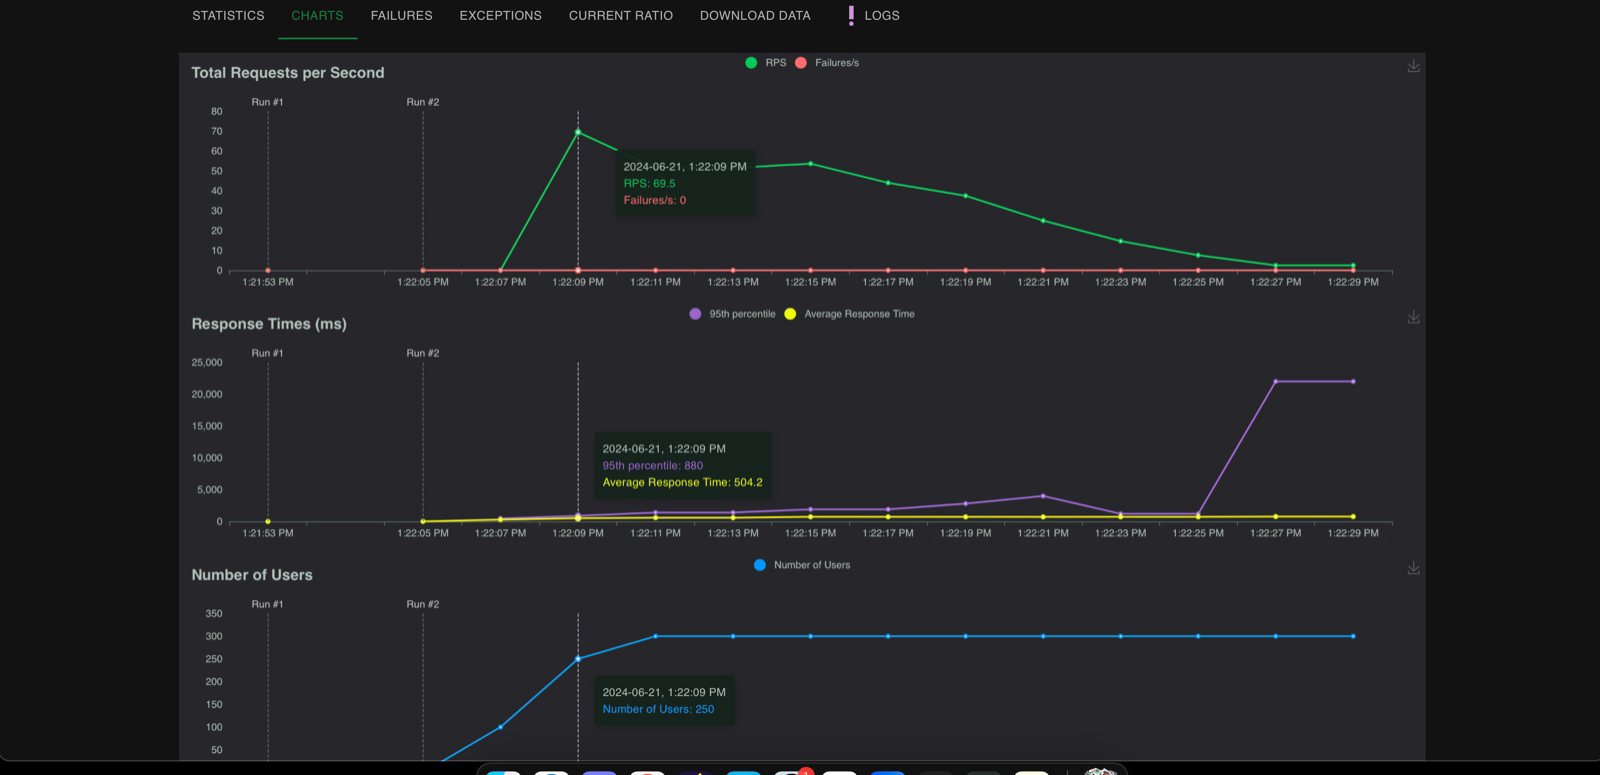 STATISTICS CHARTS FAILURES EXCEPTIONS CURRENT RATIO DOWNLOAD DATA LOGS
Total Requests per Second
RPS Failures/s
Run #1 Run #2
80
70
60
50
40
30
20
10
0
2024-06-21, 1:22:09 PM
RPS: 69.5
Failures/s: 0
1:21:53 PM 1:22:05 PM 1:22:07 PM 1:22:09 PM 1:22:11 PM 1:22:13 PM 1:22:15 PM 1:22:17 PM 1:22:19 PM 1:22:21 PM 1:22:23 PM 1:22:25 PM 1:22:27 PM 1:22:29 PM
Response Times (ms)
95th percentile Average Response Time
Run #1 Run #2
25,000
20,000
15,000
10,000
5,000
0
2024-06-21, 1:22:09 PM
95th percentile: 880
Average Response Time: 504.2
1:21:53 PM 1:22:05 PM 1:22:07 PM 1:22:09 PM 1:22:11 PM 1:22:13 PM 1:22:15 PM 1:22:17 PM 1:22:19 PM 1:22:21 PM 1:22:23 PM 1:22:25 PM 1:22:27 PM 1:22:29 PM
Number of Users
Number of Users
Run #1 Run #2
350
300
250
200
150
100
50
2024-06-21, 1:22:09 PM
Number of Users: 250